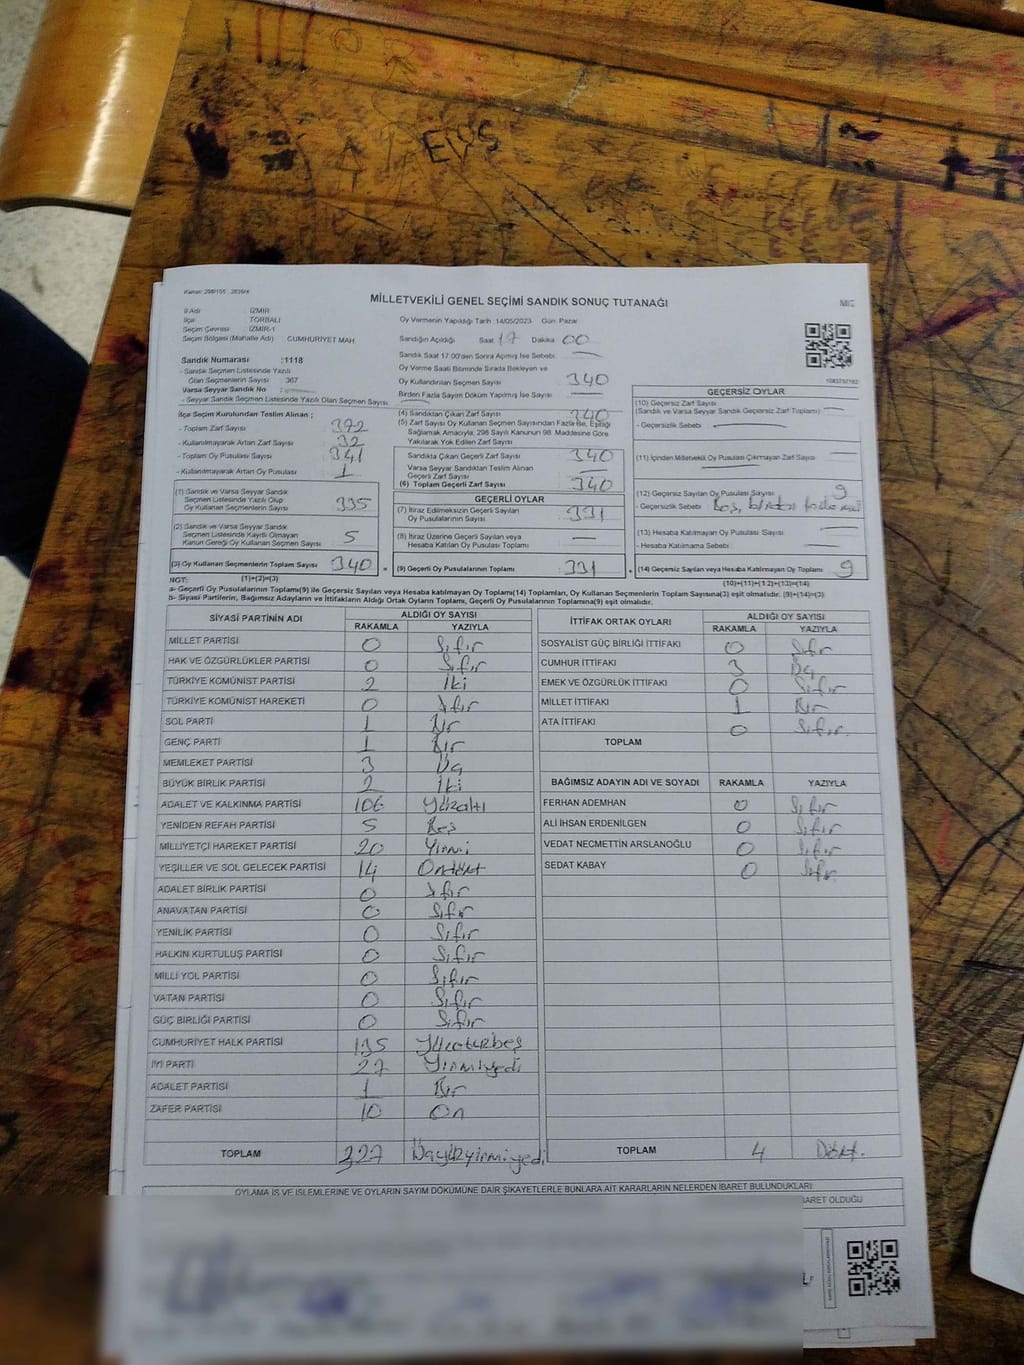 EVS
MİLLETVEKİLİ GENEL SEÇİMİ SANDIK SONUÇ TUTANAĞI
İl Adı İZMİR
İlçe TORBALI
Seçim Çevresi İZMİR-1
Seçim Bölgesi (Mahalle Adı) CUMHURİYET MAH.
Sandık Numarası :1118
- Sandık Seçmen Listesinde Yazılı
Olan Seçmenlerin Sayısı 367
Varsa Seyyar Sandık No :
- Seyyar Sandık Seçmen Listesinde Yazılı Olan Seçmen Sayısı
İlçe Seçim Kurulundan Teslim Alınan ;
- Toplam Zarf Sayısı 372
- Kullanılmayarak Artan Zarf Sayısı 32
- Toplam Oy Pusulası Sayısı 341
- Kullanılmayarak Artan Oy Pusulası 1
(1) Sandık ve Varsa Seyyar Sandık
Seçmen Listesinde Yazılı Olup
Oy Kullanan Seçmenlerin Sayısı 335
(2) Sandık ve Varsa Seyyar Sandık
Seçmen Listesinde Kayıtlı Olmayan
Kanun Gereği Oy Kullanan Seçmen Sayısı 5
(3) Oy Kullanan Seçmenlerin Toplam Sayısı 340
Oy Vermenin Yapıldığı Tarih :14/05/2023 Gün: Pazar
Sandığın Açıldığı Saat 17 Dakika 00
Sandık Saat 17.00'den Sonra Açılmış İse Sebebi: —
Oy Verme Saati Bitiminde Sırada Bekleyen ve
Oy Kullandırılan Seçmen Sayısı 340
Birden Fazla Sayım Döküm Yapılmış İse Sayısı —
(4) Sandıktan Çıkan Zarf Sayısı 340
(5) Zarf Sayısı Oy Kullanan Seçmen Sayısından Fazla ise, Eşitliği
Sağlamak Amacıyla; 298 Sayılı Kanunun 98. Maddesine Göre
Yakılarak Yok Edilen Zarf Sayısı
Sandıkta Çıkan Geçerli Zarf Sayısı 340
Varsa Seyyar Sandıktan Teslim Alınan
Geçerli Zarf Sayısı —
(6) Toplam Geçerli Zarf Sayısı 340
GEÇERLİ OYLAR
(7) İtiraz Edilmeksizin Geçerli Sayılan
Oy Pusulalarının Sayısı 331
(8) İtiraz Üzerine Geçerli Sayılan veya
Hesaba Katılan Oy Pusulası Toplamı —
(9) Geçerli Oy Pusulalarının Toplamı 331
1083292182
GEÇERSİZ OYLAR
(10) Geçersiz Zarf Sayısı
(Sandık ve Varsa Seyyar Sandık Geçersiz Zarf Toplamı) —
- Geçersizlik Sebebi —
(11) İçinden Milletvekili Oy Pusulası Çıkmayan Zarf Sayısı —
(12) Geçersiz Sayılan Oy Pusulası Sayısı 9
- Geçersizlik Sebebi Boş, birden fazla
(13) Hesaba Katılmayan Oy Pusulası Sayısı —
- Hesaba Katılmama Sebebi : —
(14) Geçersiz Sayılan veya Hesaba Katılmayan Oy Toplamı 9
NOT: (1)+(2)=(3) (10)+(11)+(12)+(13)=(14)
a- Geçerli Oy Pusulalarının Toplamı(9) ile Geçersiz Sayılan veya Hesaba Katılmayan Oy Toplamı(14) Toplamları, Oy Kullanan Seçmenlerin Toplam Sayısına(3) eşit olmalıdır. (9)+(14)=(3)
b- Siyasi Partilerin, Bağımsız Adayların ve İttifakların Aldığı Oyların Toplamı, Geçerli Oy Pusulalarının Toplamına(9) eşit olmalıdır.
SİYASİ PARTİNİN ADI ALDIĞI OY SAYISI
RAKAMLA YAZIYLA
MİLLET PARTİSİ 0 Sıfır
HAK VE ÖZGÜRLÜKLER PARTİSİ 0 Sıfır
TÜRKİYE KOMÜNİST PARTİSİ 2 İki
TÜRKİYE KOMÜNİST HAREKETİ 0 Sıfır
SOL PARTİ 1 Bir
GENÇ PARTİ 1 Bir
MEMLEKET PARTİSİ 3 Üç
BÜYÜK BİRLİK PARTİSİ 2 İki
ADALET VE KALKINMA PARTİSİ 106 Yüzaltı
YENİDEN REFAH PARTİSİ 5 Beş
MİLLİYETÇİ HAREKET PARTİSİ 20 Yirmi
YEŞİLLER VE SOL GELECEK PARTİSİ 14 Ondört
ADALET BİRLİK PARTİSİ 0 Sıfır
ANAVATAN PARTİSİ 0 Sıfır
YENİLİK PARTİSİ 0 Sıfır
HALKIN KURTULUŞ PARTİSİ 0 Sıfır
MİLLİ YOL PARTİSİ 0 Sıfır
VATAN PARTİSİ 0 Sıfır
GÜÇ BİRLİĞİ PARTİSİ 0 Sıfır
CUMHURİYET HALK PARTİSİ 135 Yüzotuzbeş
İYİ PARTİ 27 Yirmiyedi
ADALET PARTİSİ 1 Bir
ZAFER PARTİSİ 10 On
TOPLAM 327 Üçyüzyirmiyedi
İTTİFAK ORTAK OYLARI ALDIĞI OY SAYISI
RAKAMLA YAZIYLA
SOSYALİST GÜÇ BİRLİĞİ İTTİFAKI 0 Sıfır
CUMHUR İTTİFAKI 3 Üç
EMEK VE ÖZGÜRLÜK İTTİFAKI 0 Sıfır
MİLLET İTTİFAKI 1 Bir
ATA İTTİFAKI 0 Sıfır.
TOPLAM
BAĞIMSIZ ADAYIN ADI VE SOYADI RAKAMLA YAZIYLA
FERHAN ADEMHAN 0 Sıfır
ALİ İHSAN ERDENİLGEN 0 Sıfır
VEDAT NECMETTİN ARSLANOĞLU 0 Sıfır
SEDAT KABAY 0 Sıfır
TOPLAM 4 Dört.
OYLAMA İŞ VE İŞLEMLERİNE VE OYLARIN SAYIM DÖKÜMÜNE DAİR ŞİKAYETLERLE BUNLARA AİT KARARLARIN NELERDEN İBARET BULUNDUKLARI
BARET OLDUĞU